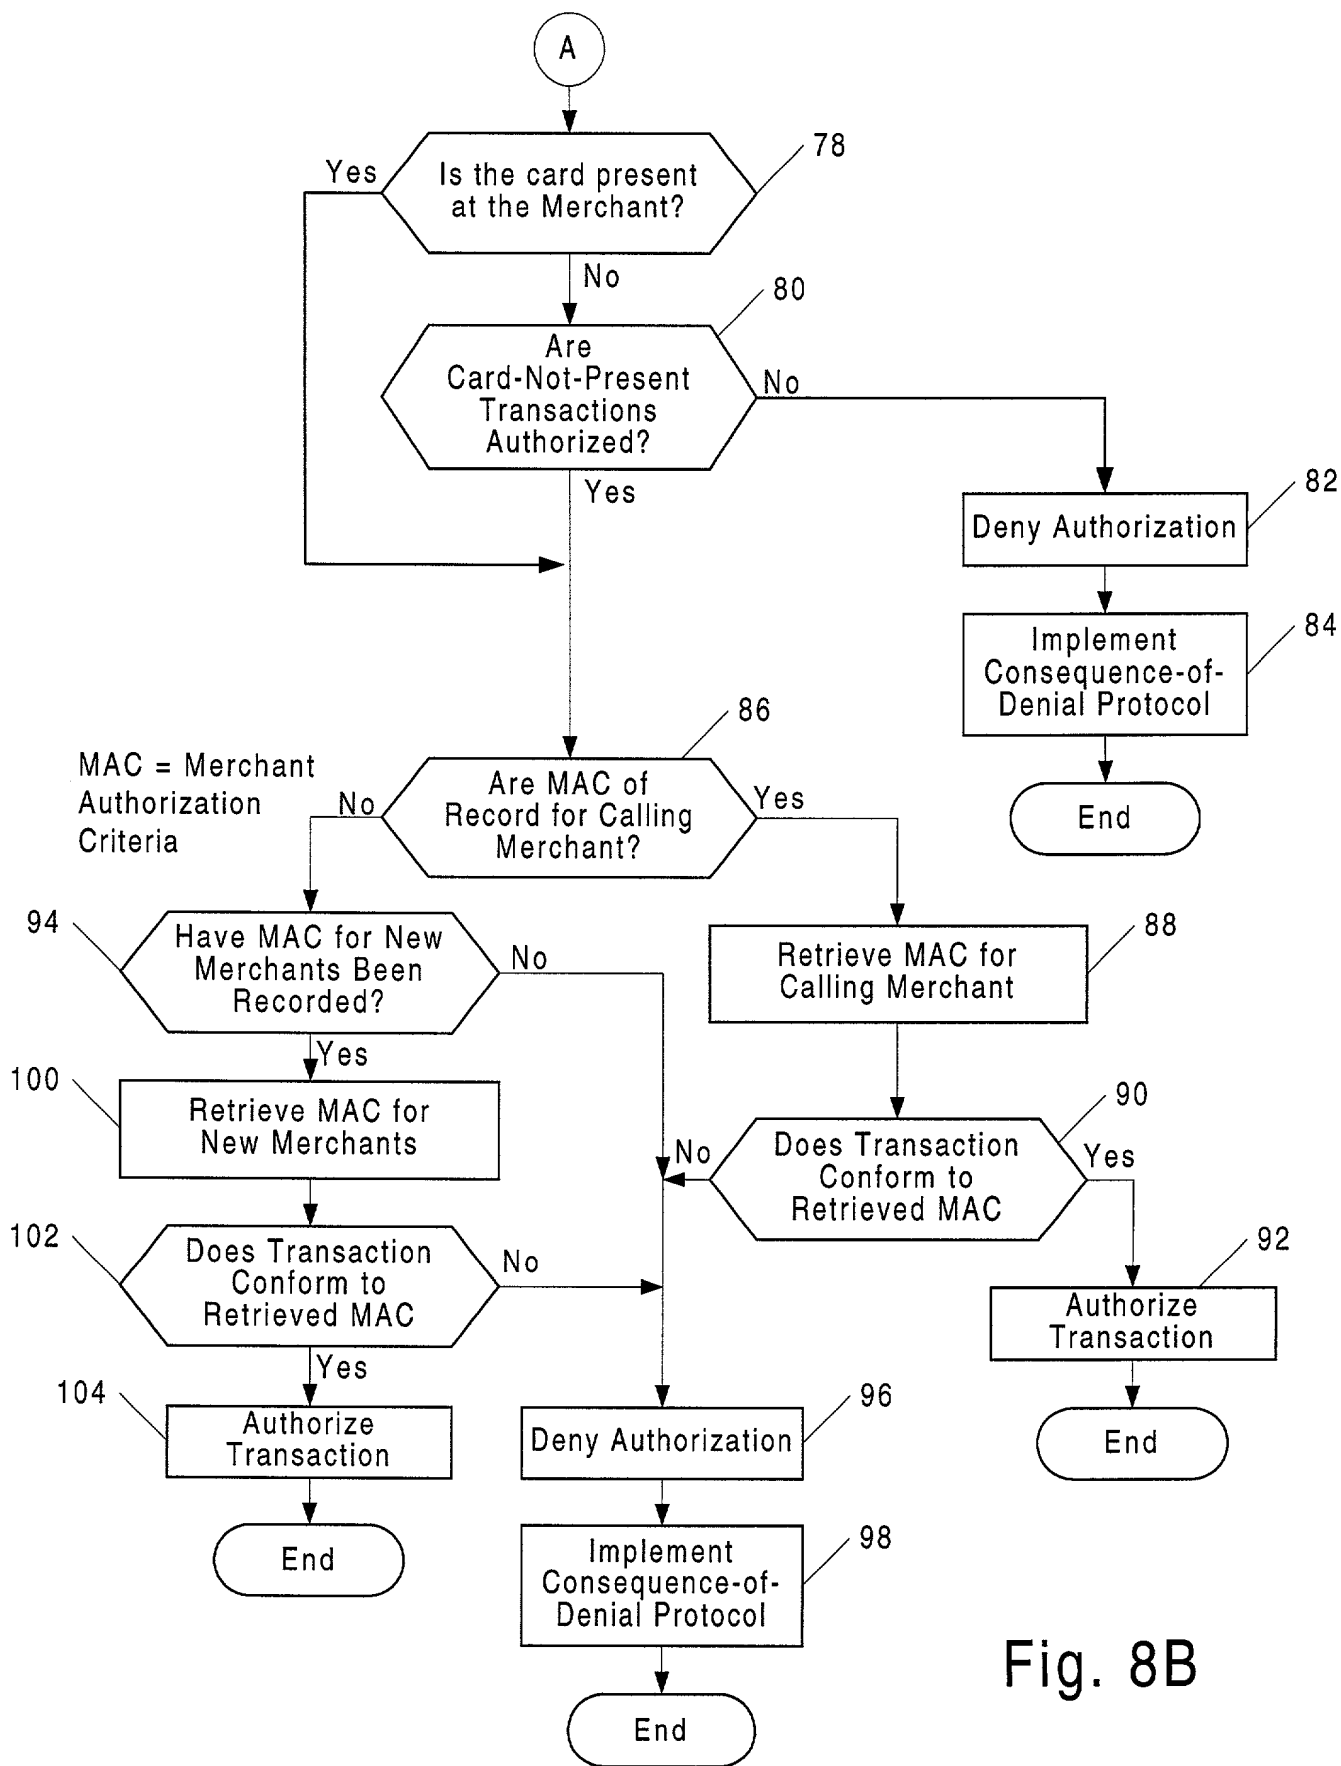 A
78
Yes
Is the card present
at the Merchant?
No
80
Are
Card-Not-Present
Transactions
Authorized?
No
Yes
82
Deny Authorization
84
Implement
Consequence-of-
Denial Protocol
End
86
MAC = Merchant
Authorization
Criteria
No
Are MAC of
Record for Calling
Merchant?
Yes
94
Have MAC for New
Merchants Been
Recorded?
No
88
Retrieve MAC for
Calling Merchant
Yes
100
Retrieve MAC for
New Merchants
90
No
Does Transaction
Conform to
Retrieved MAC
Yes
102
Does Transaction
Conform to
Retrieved MAC
No
92
Authorize
Transaction
Yes
104
Authorize
Transaction
96
Deny Authorization
End
End
98
Implement
Consequence-of-
Denial Protocol
Fig. 8B
End